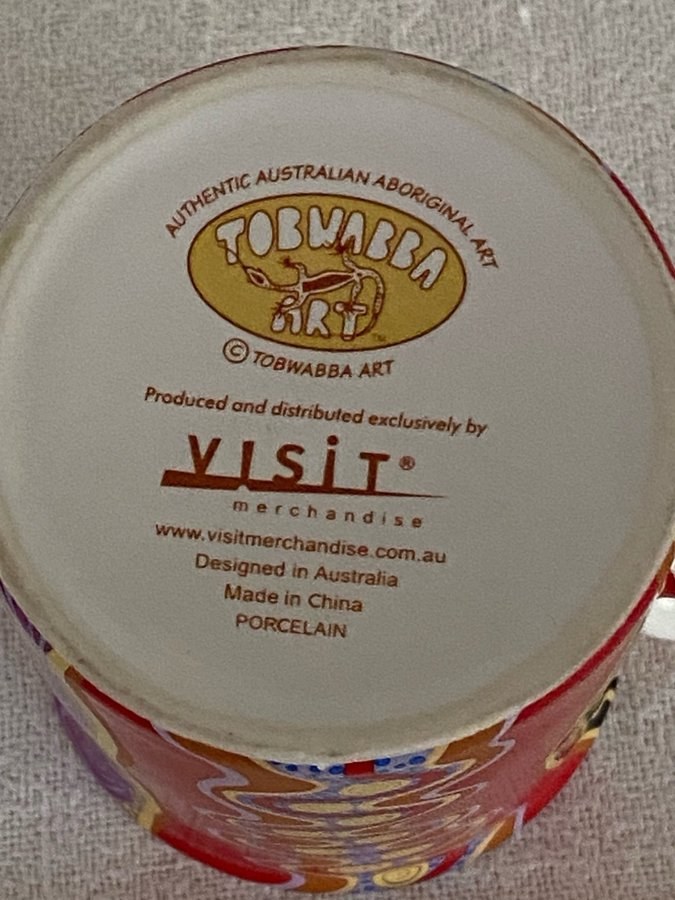 AUTHENTIC AUSTRALIAN ABORIGINAL ART
TOBWABBA
ART™
© TOBWABBA ART
Produced and distributed exclusively by
VISiT®
merchandise
www.visitmerchandise.com.au
Designed in Australia
Made in China
PORCELAIN